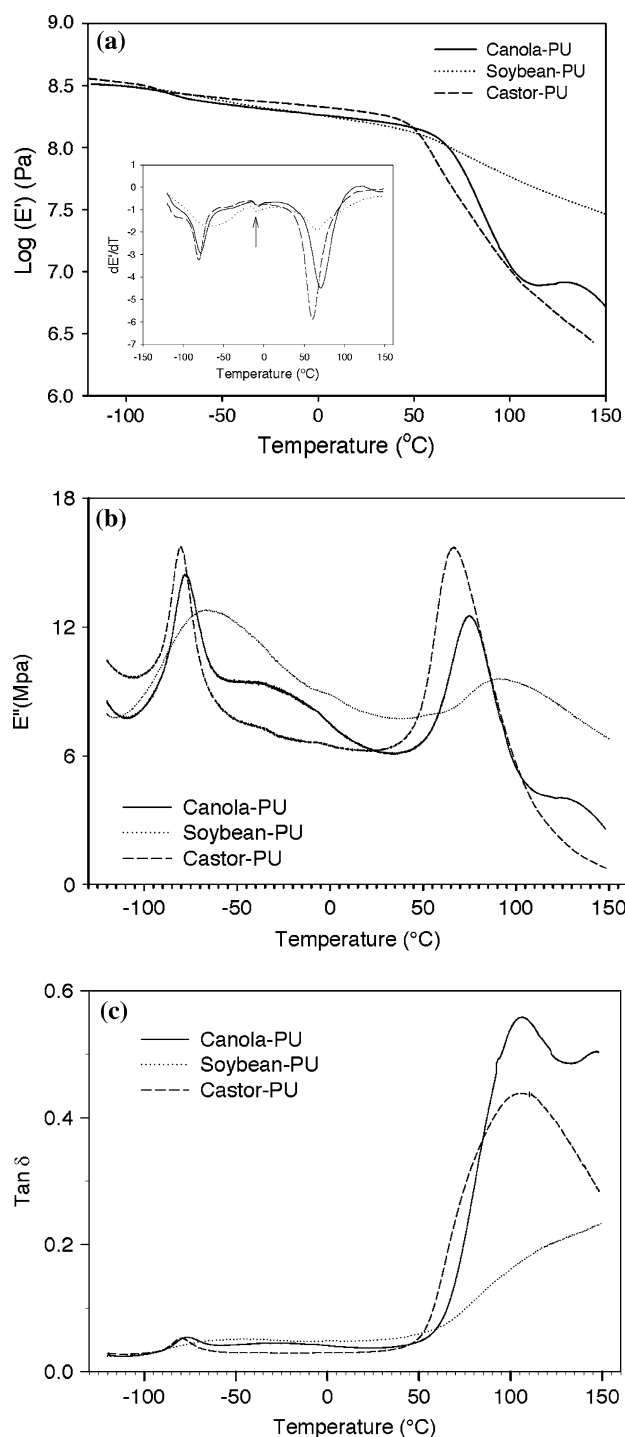 (a)
Canola-PU
Soybean-PU
Castor-PU
Log (E') (Pa)
9.0
8.5
8.0
7.5
7.0
6.5
6.0
dE'/dT
1
0
-1
-2
-3
-4
-5
-6
-7
-150 -100 -50 0 50 100 150
Temperature (°C)
-100 -50 0 50 100 150
Temperature (°C)
(b)
E"(Mpa)
18
12
6
0
Canola-PU
Soybean-PU
Castor-PU
-100 -50 0 50 100 150
Temperature (°C)
(c)
Canola-PU
Soybean-PU
Castor-PU
Tan δ
0.6
0.4
0.2
0.0
-100 -50 0 50 100 150
Temperature (°C)